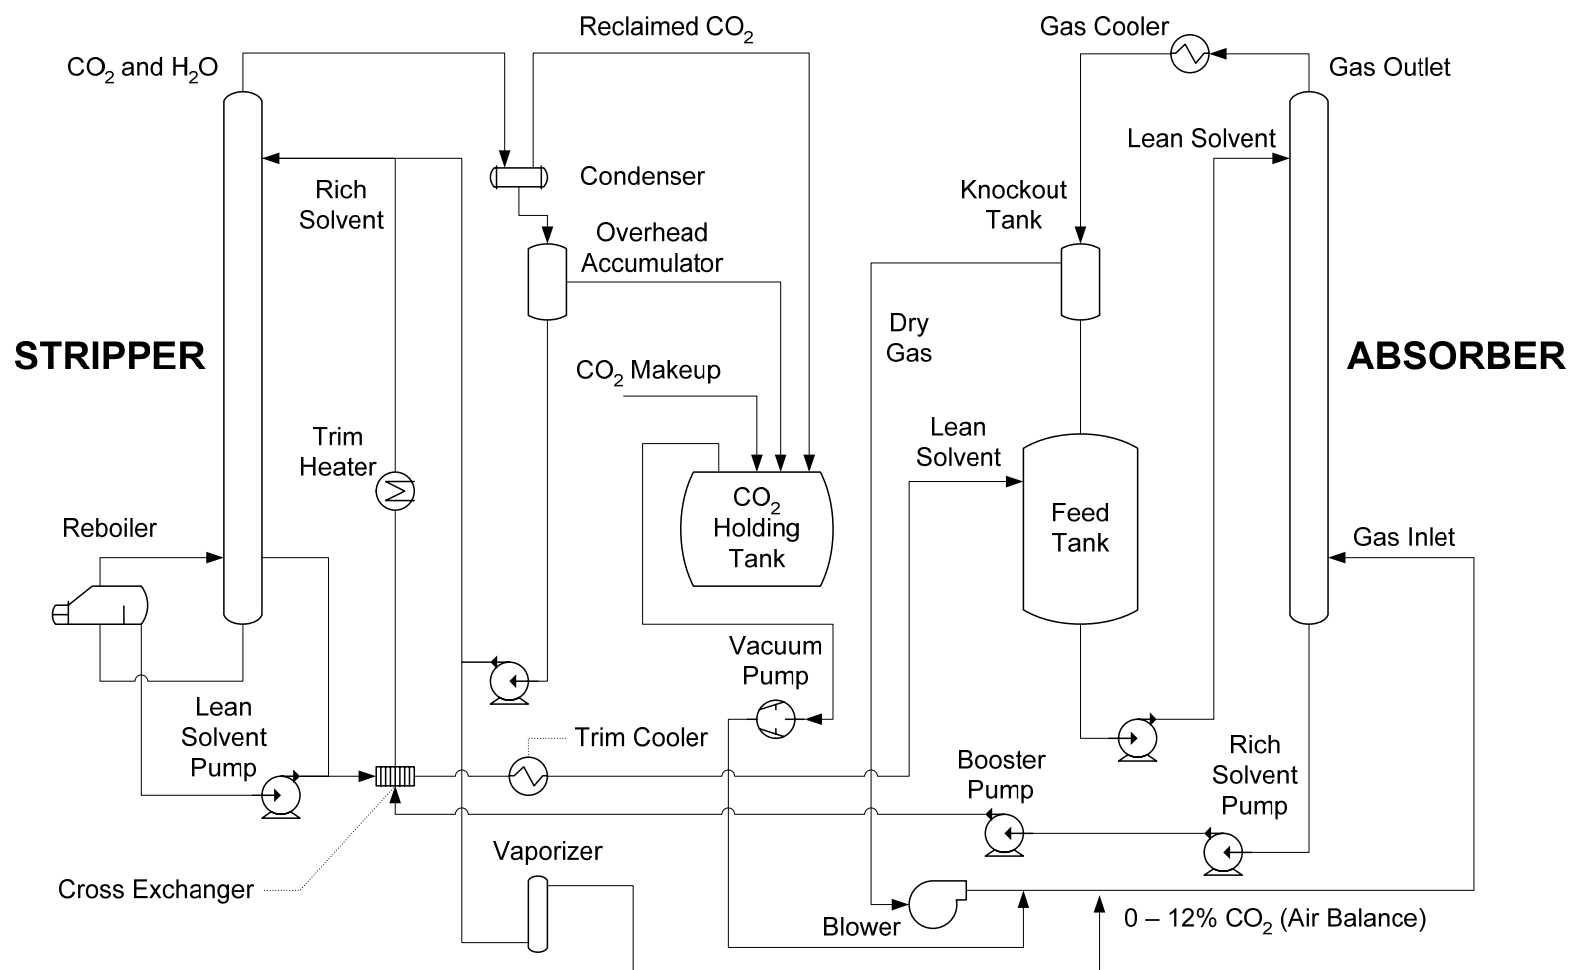 Reclaimed CO2
Gas Cooler
CO2 and H2O
Gas Outlet
Lean Solvent
Condenser
Rich
Solvent
Knockout
Tank
Overhead
Accumulator
Dry
Gas
STRIPPER
ABSORBER
CO2 Makeup
Trim
Heater
Lean
Solvent
CO2
Holding
Tank
Feed
Tank
Reboiler
Gas Inlet
Vacuum
Pump
Lean
Solvent
Pump
Trim Cooler
Booster
Pump
Rich
Solvent
Pump
Vaporizer
Cross Exchanger
Blower
0 – 12% CO2 (Air Balance)